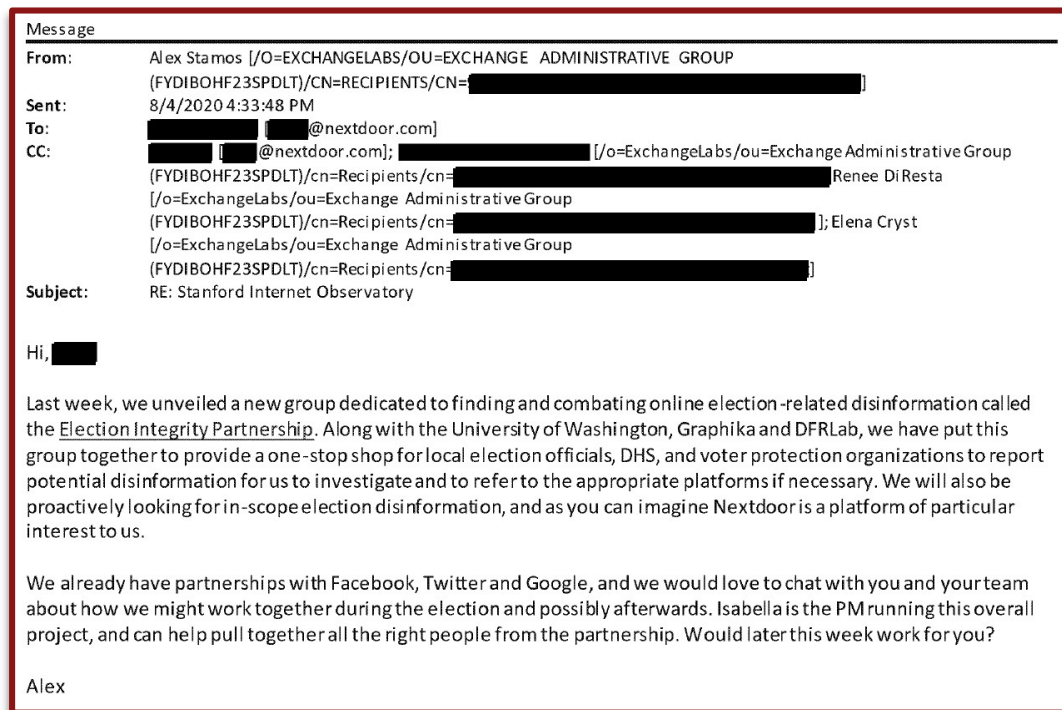 Message
From: Alex Stamos [/O=EXCHANGELABS/OU=EXCHANGE ADMINISTRATIVE GROUP
(FYDIBOHF23SPDLT)/CN=RECIPIENTS/CN= ]
Sent: 8/4/2020 4:33:48 PM
To: [ @nextdoor.com]
CC: [ @nextdoor.com]; [/o=ExchangeLabs/ou=Exchange Administrative Group
(FYDIBOHF23SPDLT)/cn=Recipients/cn= Renee DiResta
[/o=ExchangeLabs/ou=Exchange Administrative Group
(FYDIBOHF23SPDLT)/cn=Recipients/cn= ]; Elena Cryst
[/o=ExchangeLabs/ou=Exchange Administrative Group
(FYDIBOHF23SPDLT)/cn=Recipients/cn= ]
Subject: RE: Stanford Internet Observatory
Hi,
Last week, we unveiled a new group dedicated to finding and combating online election-related disinformation called
the Election Integrity Partnership. Along with the University of Washington, Graphika and DFRLab, we have put this
group together to provide a one-stop shop for local election officials, DHS, and voter protection organizations to report
potential disinformation for us to investigate and to refer to the appropriate platforms if necessary. We will also be
proactively looking for in-scope election disinformation, and as you can imagine Nextdoor is a platform of particular
interest to us.
We already have partnerships with Facebook, Twitter and Google, and we would love to chat with you and your team
about how we might work together during the election and possibly afterwards. Isabella is the PM running this overall
project, and can help pull together all the right people from the partnership. Would later this week work for you?
Alex